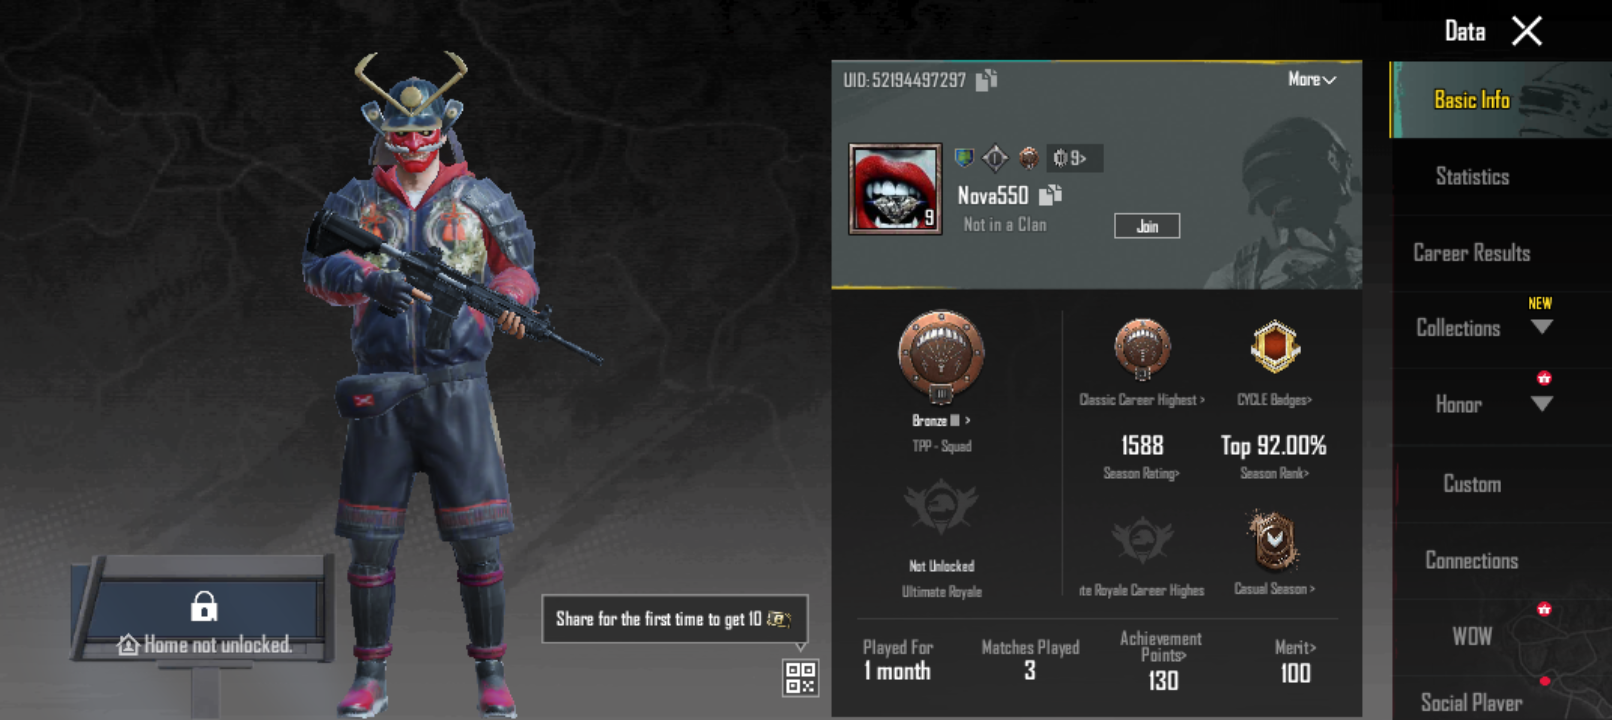 Data
UID: 52194497297
More
Basic Info
9>
Nova550
9
Not in a Clan
Join
Statistics
Career Results
NEW
Collections
Honor
Custom
Connections
WOW
Social Player
Bronze III >
TPP - Squad
Classic Career Highest >
CYCLE Badges>
1588
Season Rating>
Top 92.00%
Season Rank>
Not Unlocked
Ultimate Royale
te Royale Career Highes
Casual Season >
Played For
1 month
Matches Played
3
Achievement
Points>
130
Merit>
100
Share for the first time to get 10
Home not unlocked.